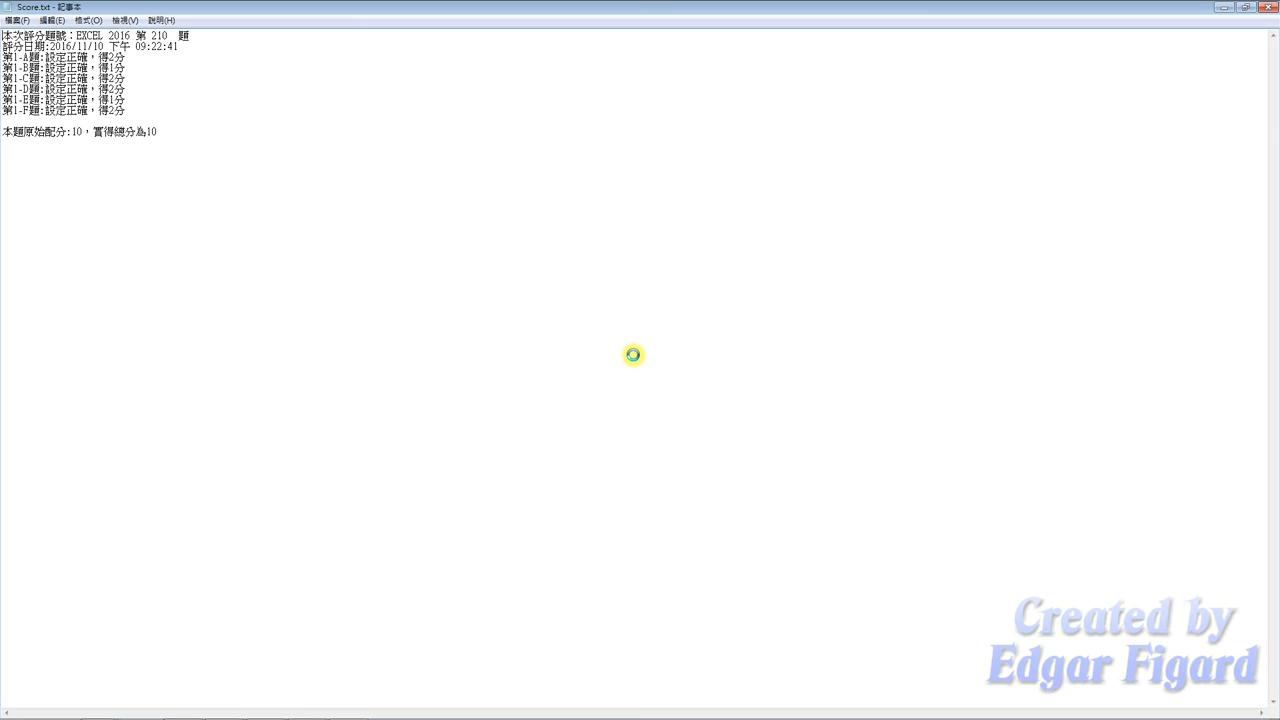 Score.txt - 記事本
檔案(F) 編輯(E) 格式(O) 檢視(V) 說明(H)
本次評分題號：EXCEL 2016 第 210 題
評分日期:2016/11/10 下午 09:22:41
第1-A題:設定正確，得2分
第1-B題:設定正確，得1分
第1-C題:設定正確，得2分
第1-D題:設定正確，得2分
第1-E題:設定正確，得1分
第1-F題:設定正確，得2分
本題原始配分:10，實得總分為10
Created by
Edgar Figard